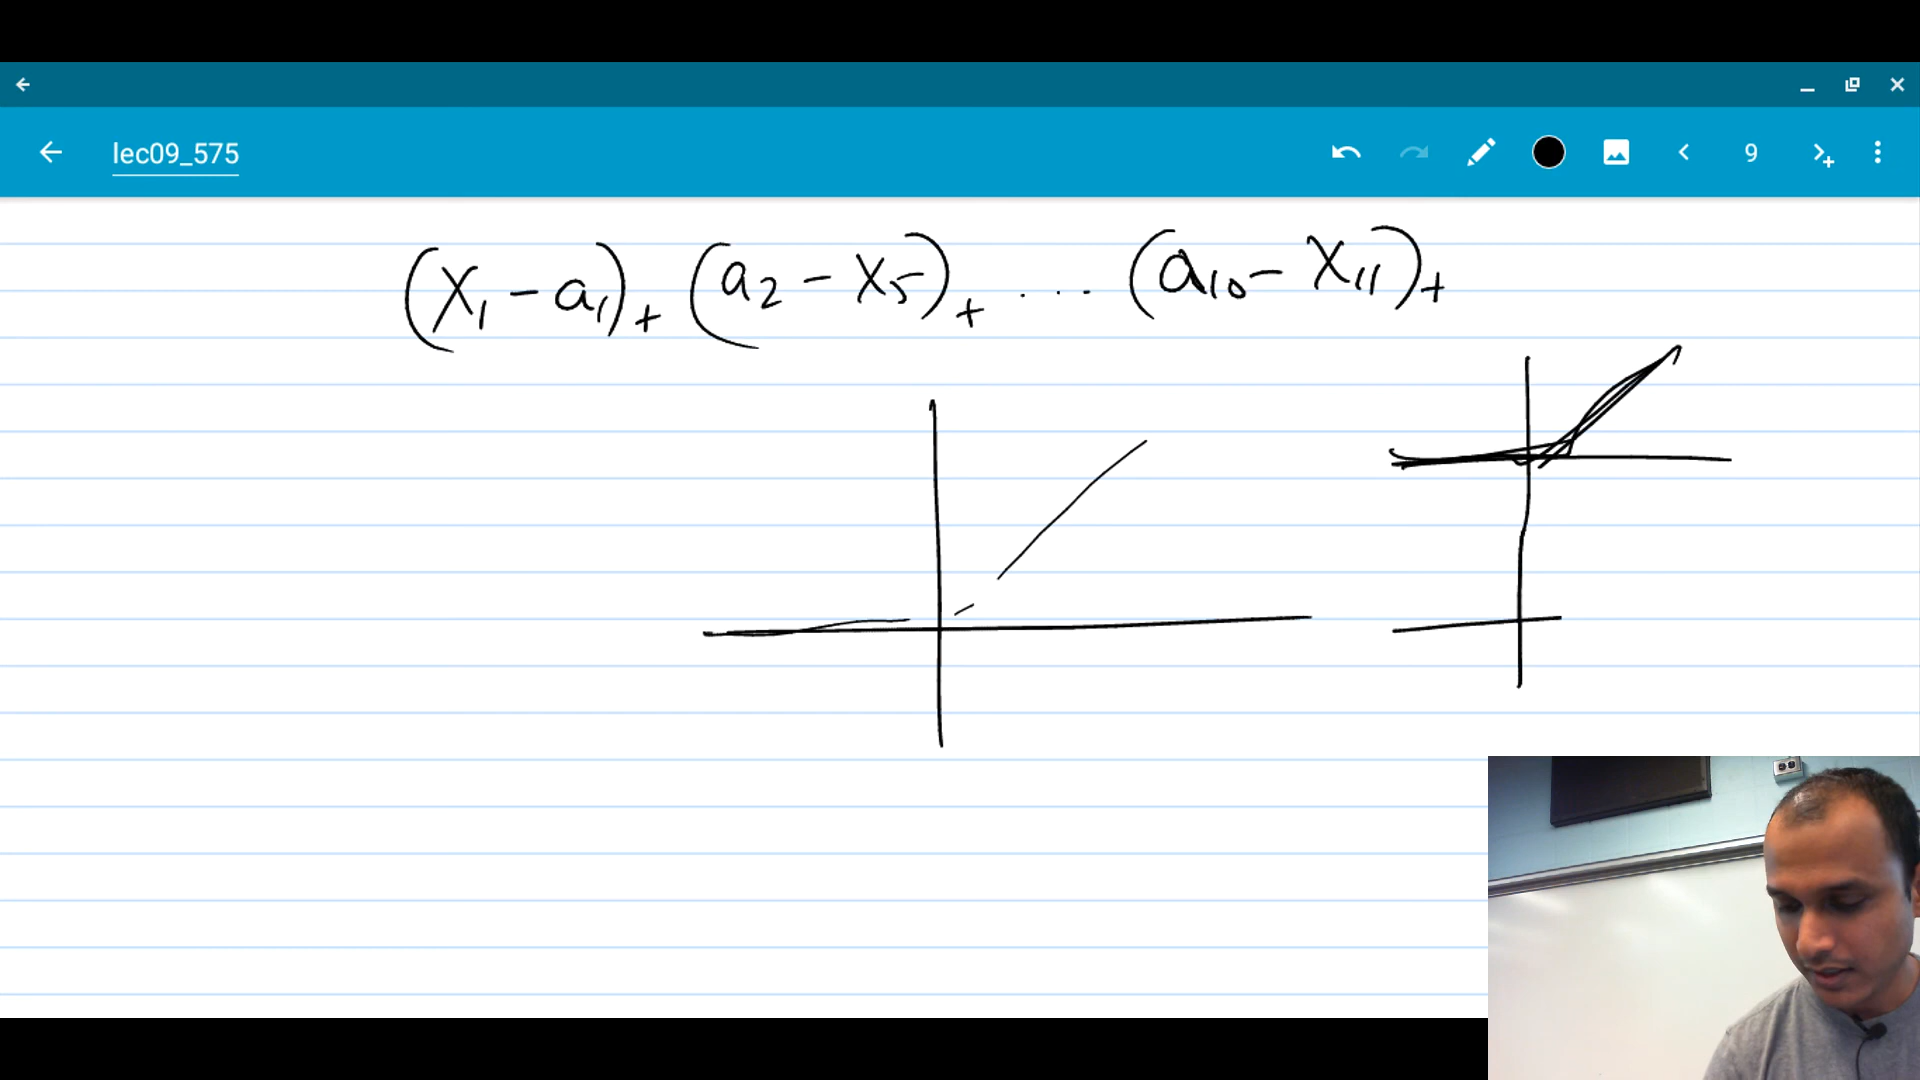 lec09_575
9
(X₁ - a₁)₊ (a₂ - X₅)₊ ... (a₁₀ - X₁₁)₊